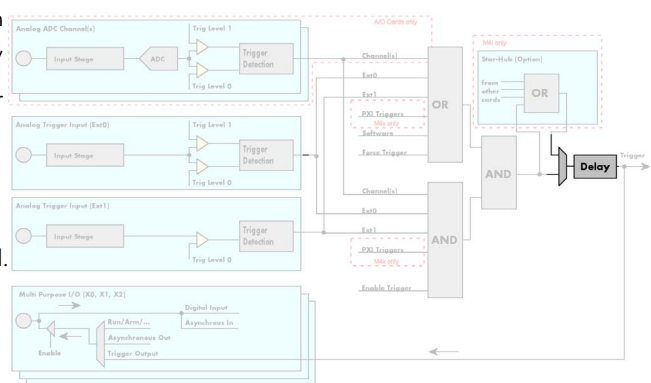 A/D Cards only
Analog ADC Channel(s)
Trig Level 1
Input Stage
ADC
Trigger
Detection
Trig Level 0
Analog Trigger Input (Ext0)
Trig Level 1
Input Stage
Trigger
Detection
Trig Level 0
Analog Trigger Input (Ext1)
Input Stage
Trigger
Detection
Trig Level 0
Multi Purpose I/O (X0, X1, X2)
Digital Input
Run/Arm/...
Asynchronous In
Asynchronous Out
Enable
Trigger Output
Channel(s)
Ext0
Ext1
PXI Triggers
M4x only
Software
Force Trigger
OR
Channel(s)
Ext0
Ext1
PXI Triggers
M4x only
Enable Trigger
AND
AND
M4i only
Star-Hub (Option)
from
other
cards
OR
Delay
Trigger